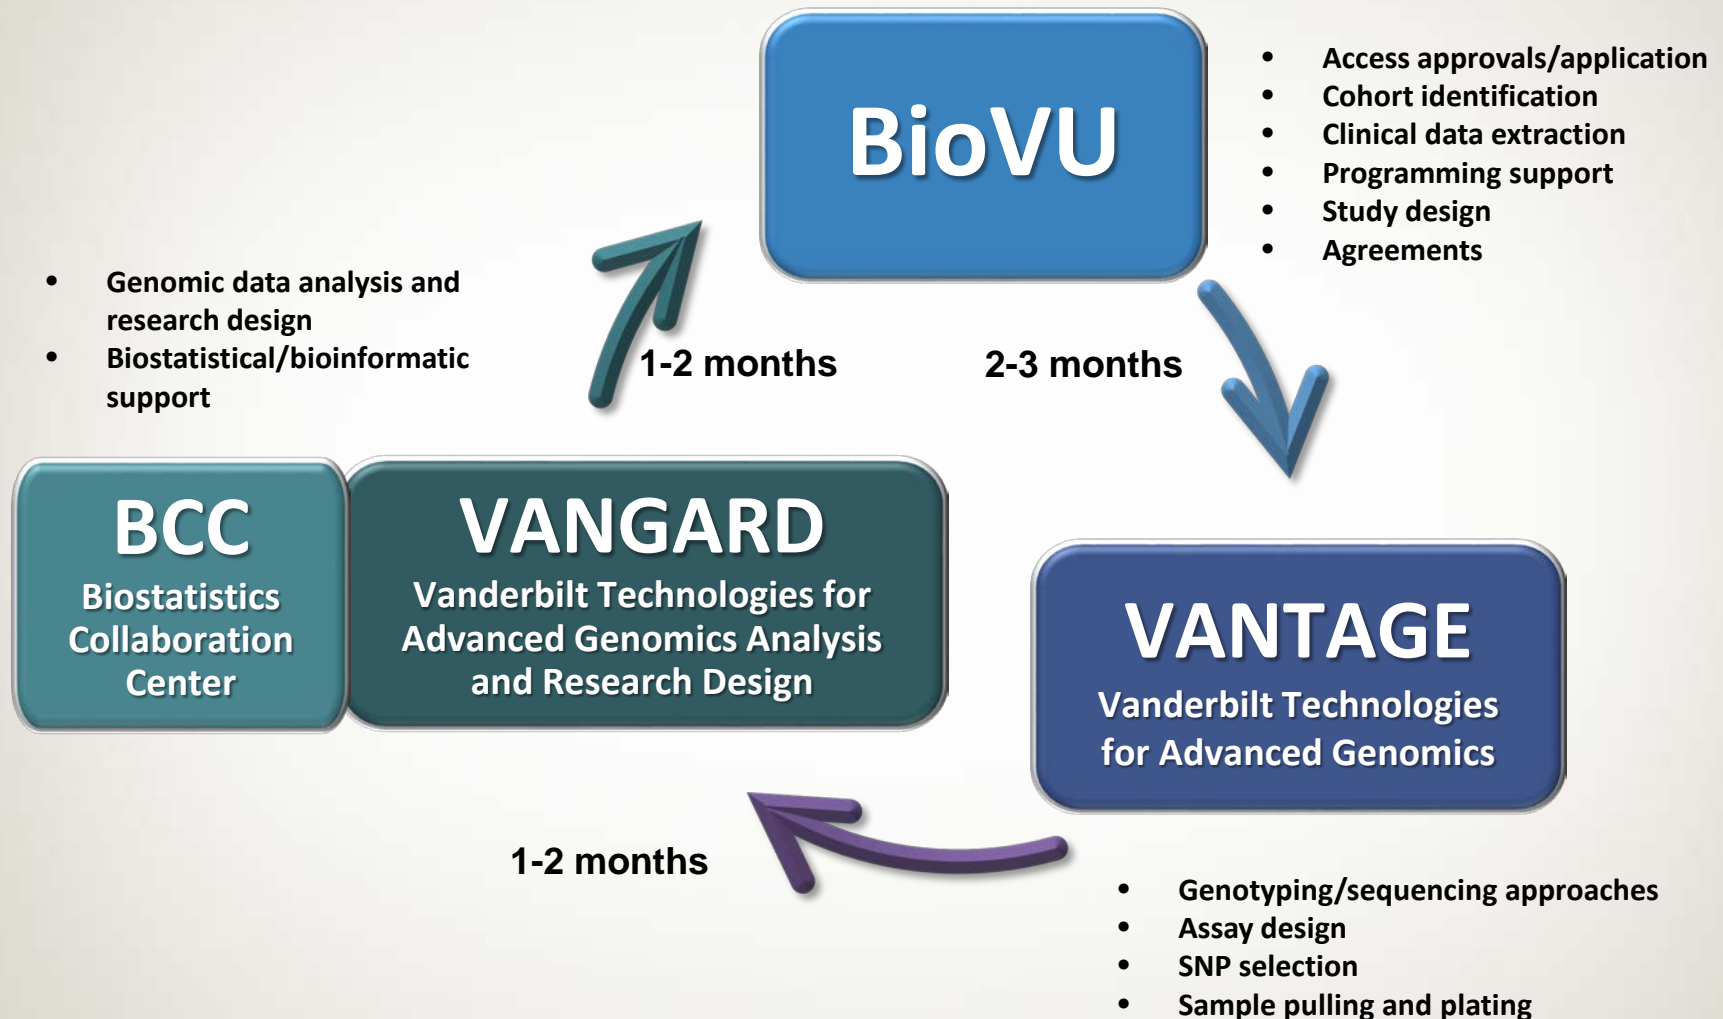 BioVU
• Access approvals/application
• Cohort identification
• Clinical data extraction
• Programming support
• Study design
• Agreements
• Genomic data analysis and
research design
• Biostatistical/bioinformatic
support
1-2 months
2-3 months
BCC
Biostatistics
Collaboration
Center
VANGARD
Vanderbilt Technologies for
Advanced Genomics Analysis
and Research Design
VANTAGE
Vanderbilt Technologies
for Advanced Genomics
1-2 months
• Genotyping/sequencing approaches
• Assay design
• SNP selection
• Sample pulling and plating